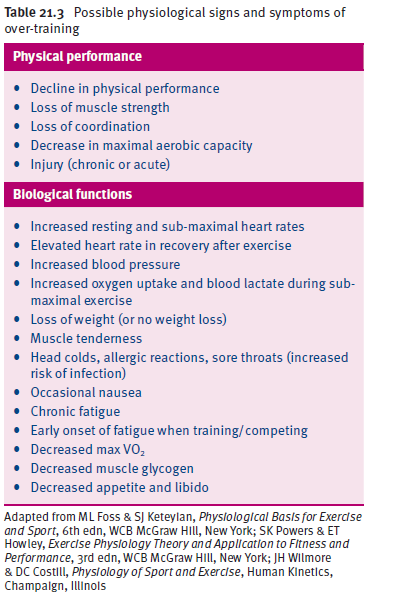 Table 21.3 Possible physiological signs and symptoms of
over-training
Physical performance
• Decline in physical performance
• Loss of muscle strength
• Loss of coordination
• Decrease in maximal aerobic capacity
• Injury (chronic or acute)
Biological functions
• Increased resting and sub-maximal heart rates
• Elevated heart rate in recovery after exercise
• Increased blood pressure
• Increased oxygen uptake and blood lactate during sub-
maximal exercise
• Loss of weight (or no weight loss)
• Muscle tenderness
• Head colds, allergic reactions, sore throats (increased
risk of infection)
• Occasional nausea
• Chronic fatigue
• Early onset of fatigue when training/competing
• Decreased max VO₂
• Decreased muscle glycogen
• Decreased appetite and libido
Adapted from ML Foss & SJ Keteyian, Physiological Basis for Exercise
and Sport, 6th edn, WCB McGraw Hill, New York; SK Powers & ET
Howley, Exercise Physiology Theory and Application to Fitness and
Performance, 3rd edn, WCB McGraw Hill, New York; JH Wilmore
& DC Costill, Physiology of Sport and Exercise, Human Kinetics,
Champaign, Illinois